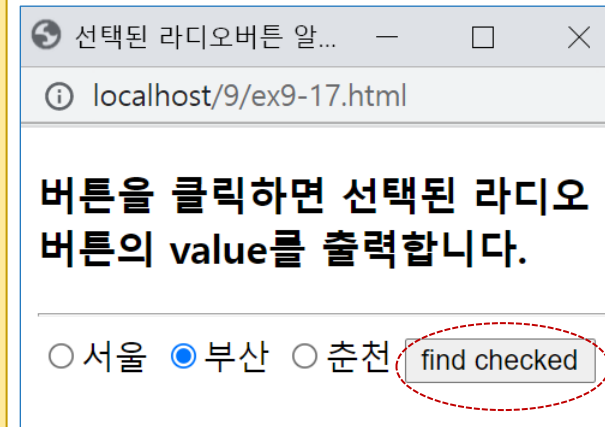 선택된 라디오버튼 알...
localhost/9/ex9-17.html
버튼을 클릭하면 선택된 라디오
버튼의 value를 출력합니다.
서울 부산 춘천 find checked